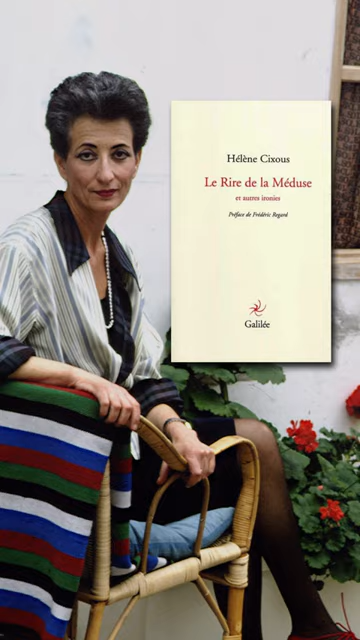 Hélène Cixous
Le Rire de la Méduse
et autres ironies
Préface de Frédéric Regard
Galilée